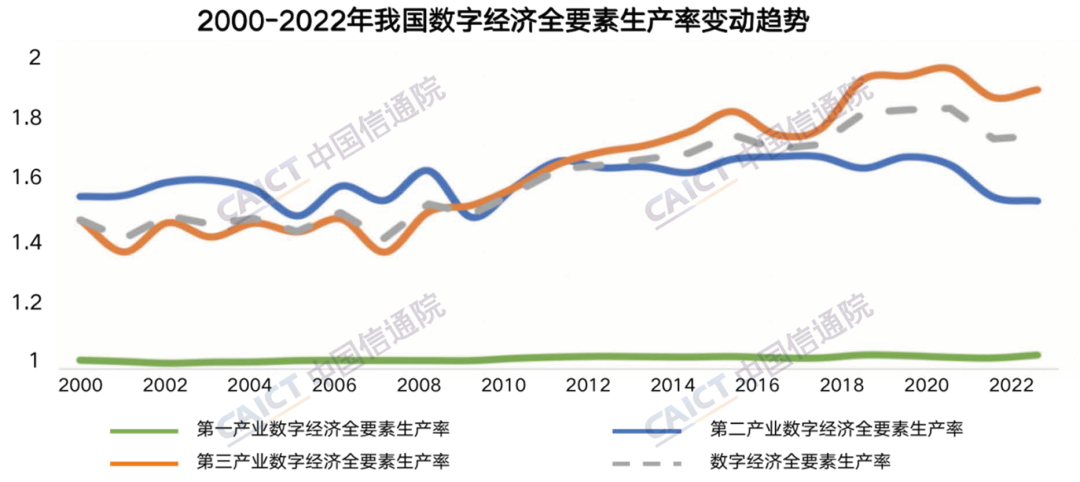 2000-2022年我国数字经济全要素生产率变动趋势
2
1.8
1.6
1.4
1.2
1
2000 2002 2004 2006 2008 2010 2012 2014 2016 2018 2020 2022
第一产业数字经济全要素生产率
第二产业数字经济全要素生产率
第三产业数字经济全要素生产率
数字经济全要素生产率
CAICT 中国信通院
CAICT 中国信通院
CAICT 中国信通院
CAICT 中国信通院